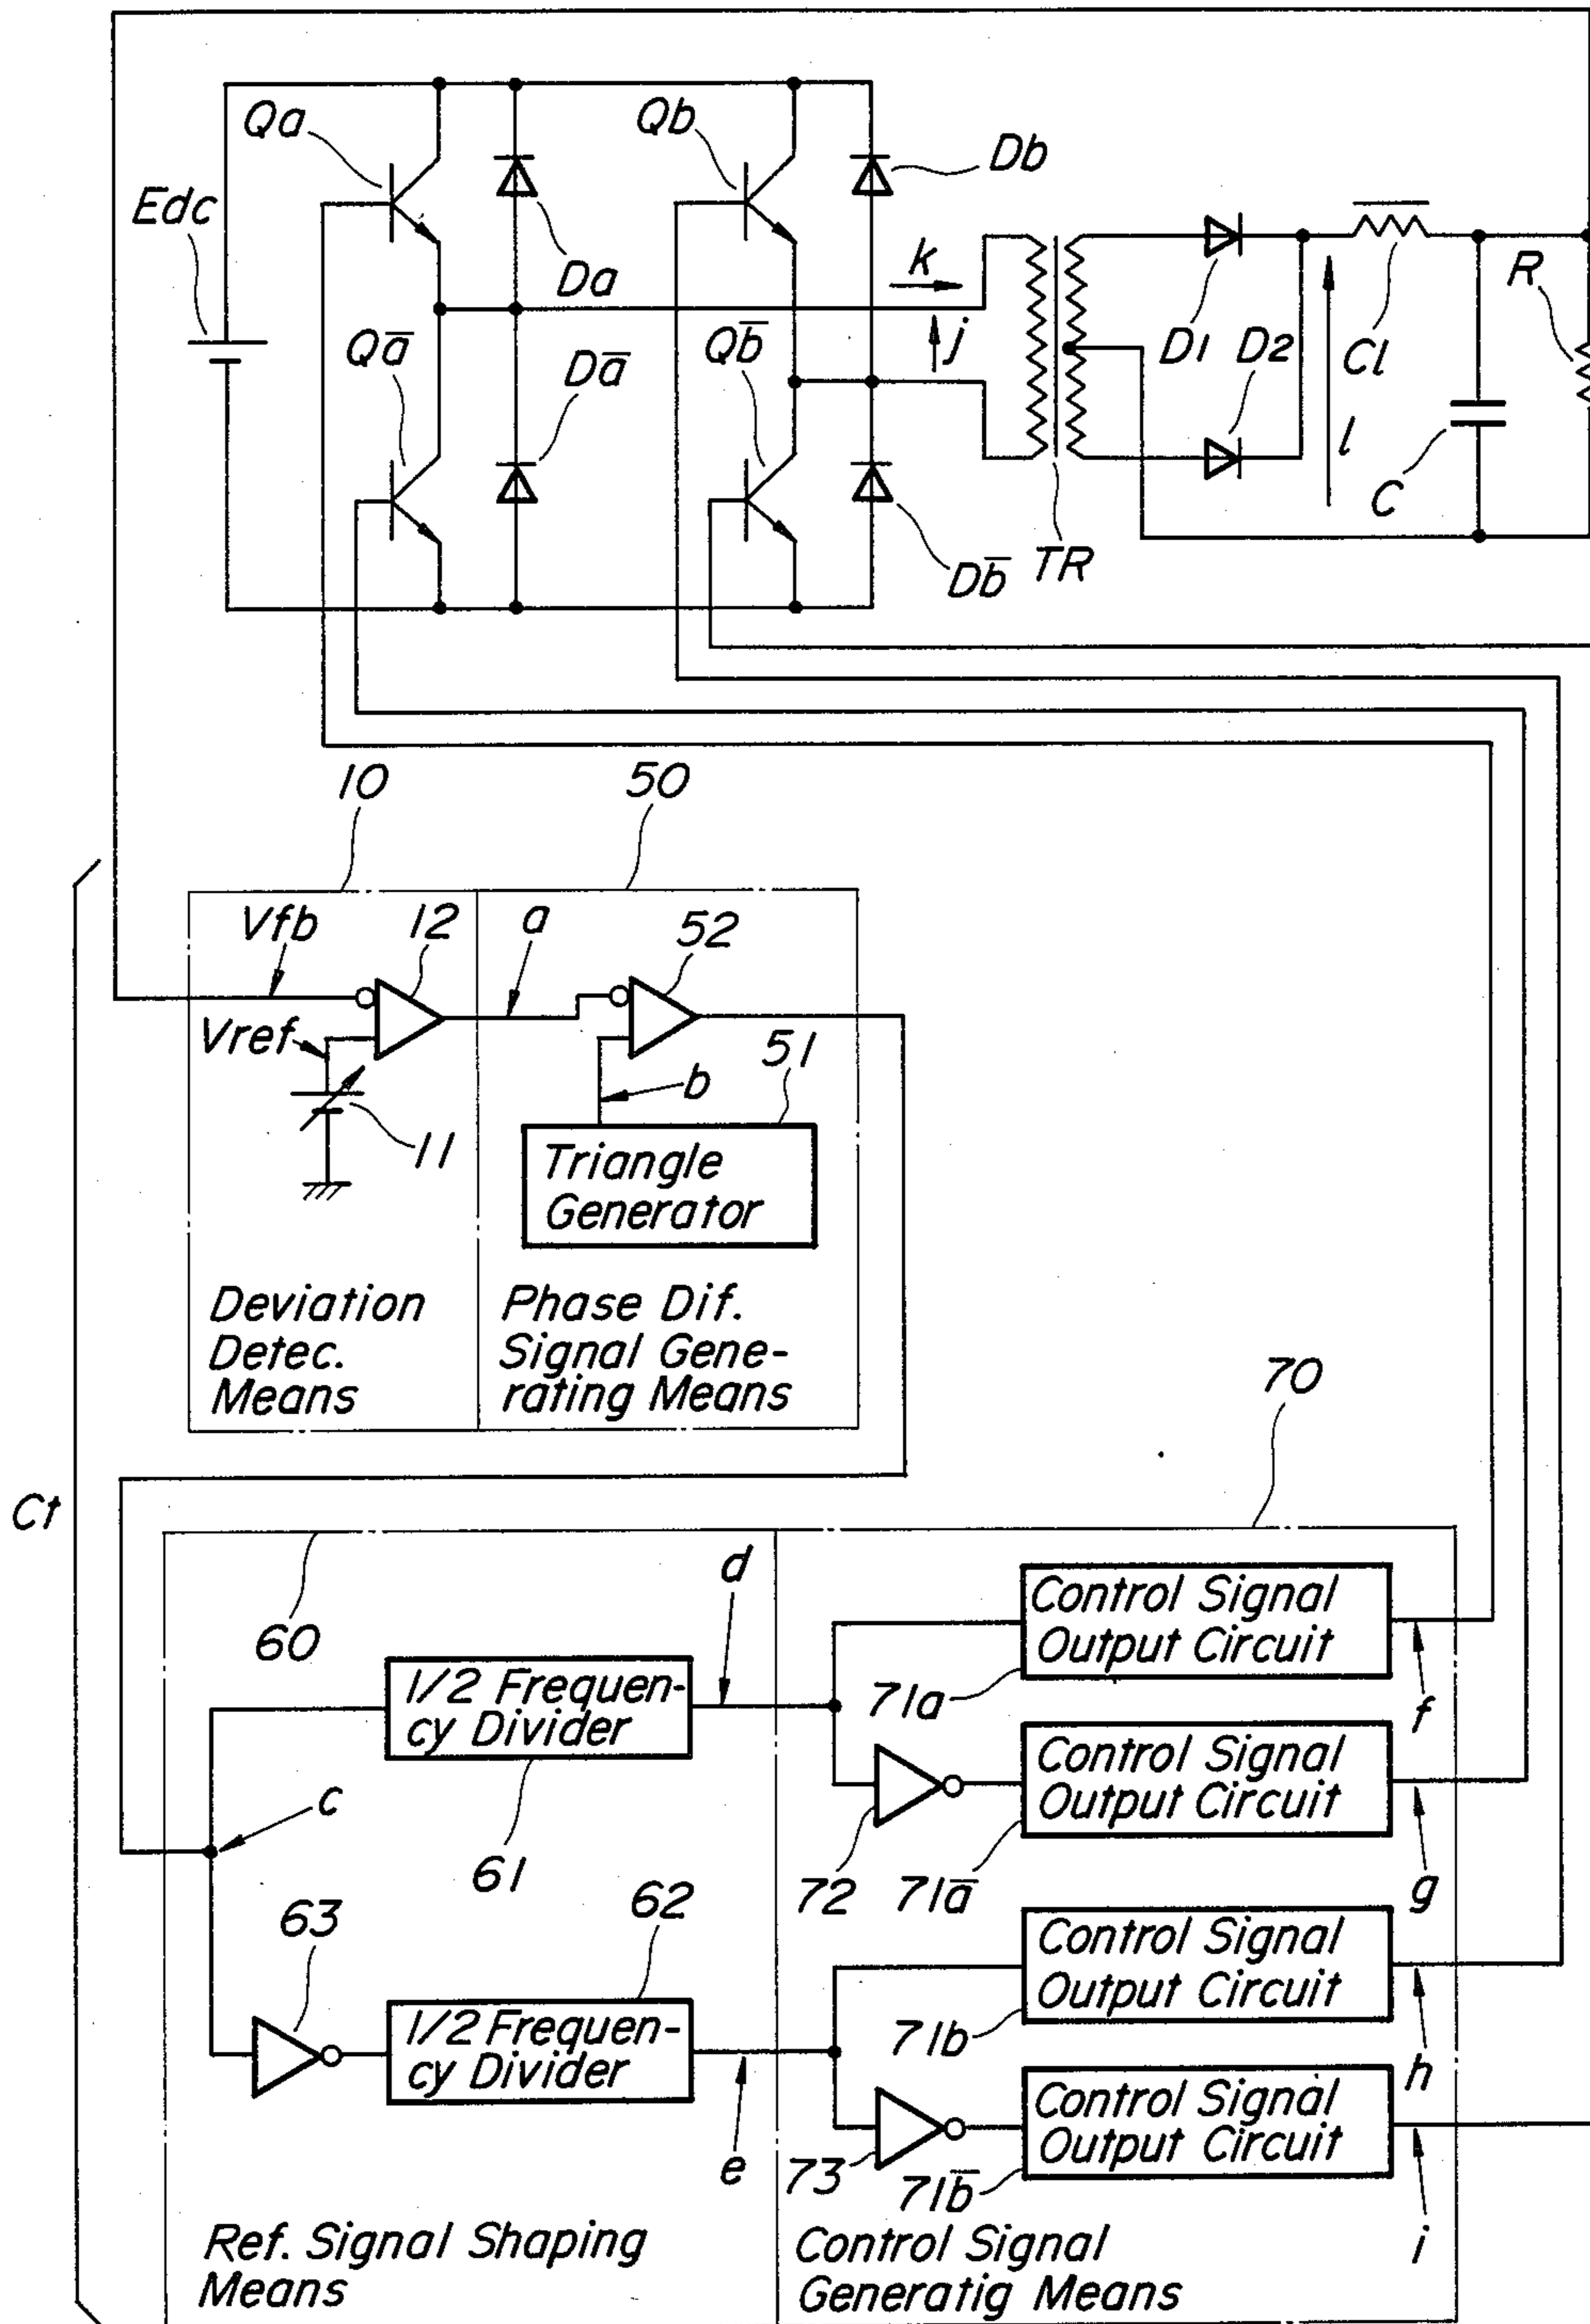 Qa
Qb
Db
Edc
Da
k
R
Qa̅
Da̅
Qb̅
j
D1
D2
Cl
l
C
Db̅
TR
10
50
Vfb
12
a
52
Vref
51
b
11
Triangle
Generator
Deviation
Detec.
Means
Phase Dif.
Signal Gene-
rating Means
70
Ct
d
60
Control Signal
Output Circuit
1/2 Frequen-
cy Divider
71a
f
c
Control Signal
Output Circuit
61
72
71a̅
g
63
62
Control Signal
Output Circuit
1/2 Frequen-
cy Divider
71b
h
Control Signal
Output Circuit
e
73
71b̅
i
Ref. Signal Shaping
Means
Control Signal
Generatig Means